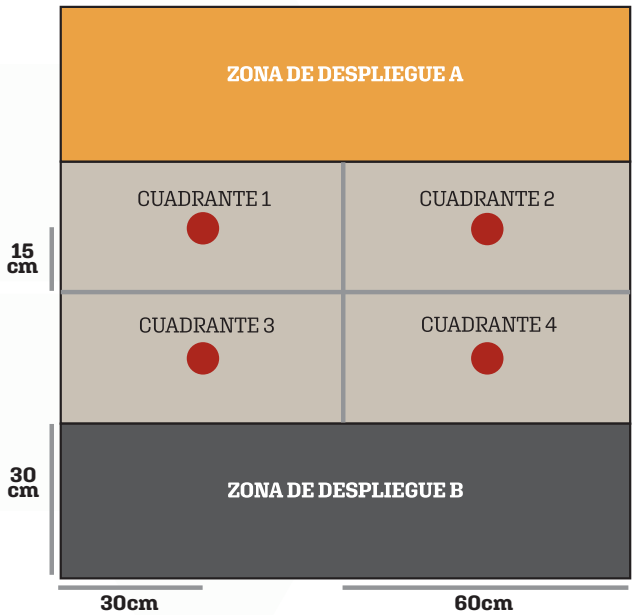 ZONA DE DESPLIEGUE A
CUADRANTE 1
CUADRANTE 2
15
cm
CUADRANTE 3
CUADRANTE 4
30
cm
ZONA DE DESPLIEGUE B
30cm
60cm